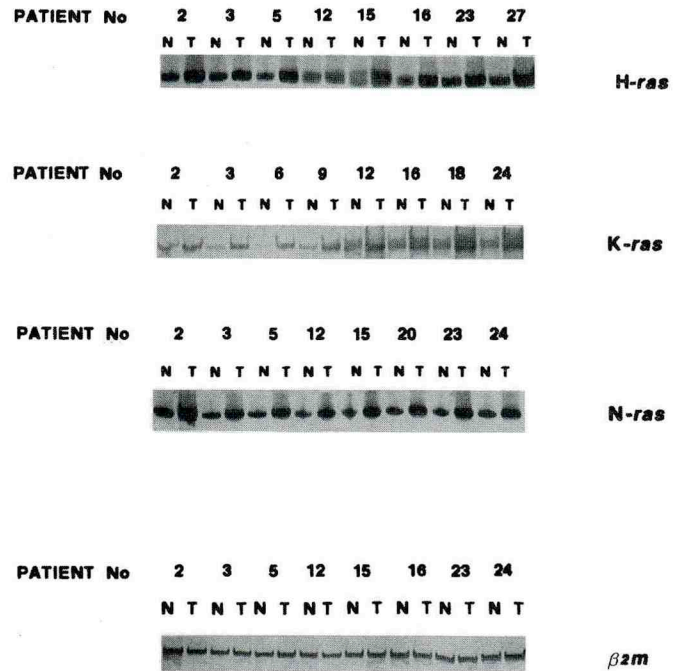 PATIENT No 2 3 5 12 15 16 23 27
N T N T N T N T N T N T N T N T
H-ras
PATIENT No 2 3 6 9 12 16 18 24
N T N T N T N T N T N T N T N T
K-ras
PATIENT No 2 3 5 12 15 20 23 24
N T N T N T N T N T N T N T N T
N-ras
PATIENT No 2 3 5 12 15 16 23 24
N T N T N T N T N T N T N T N T
β2m